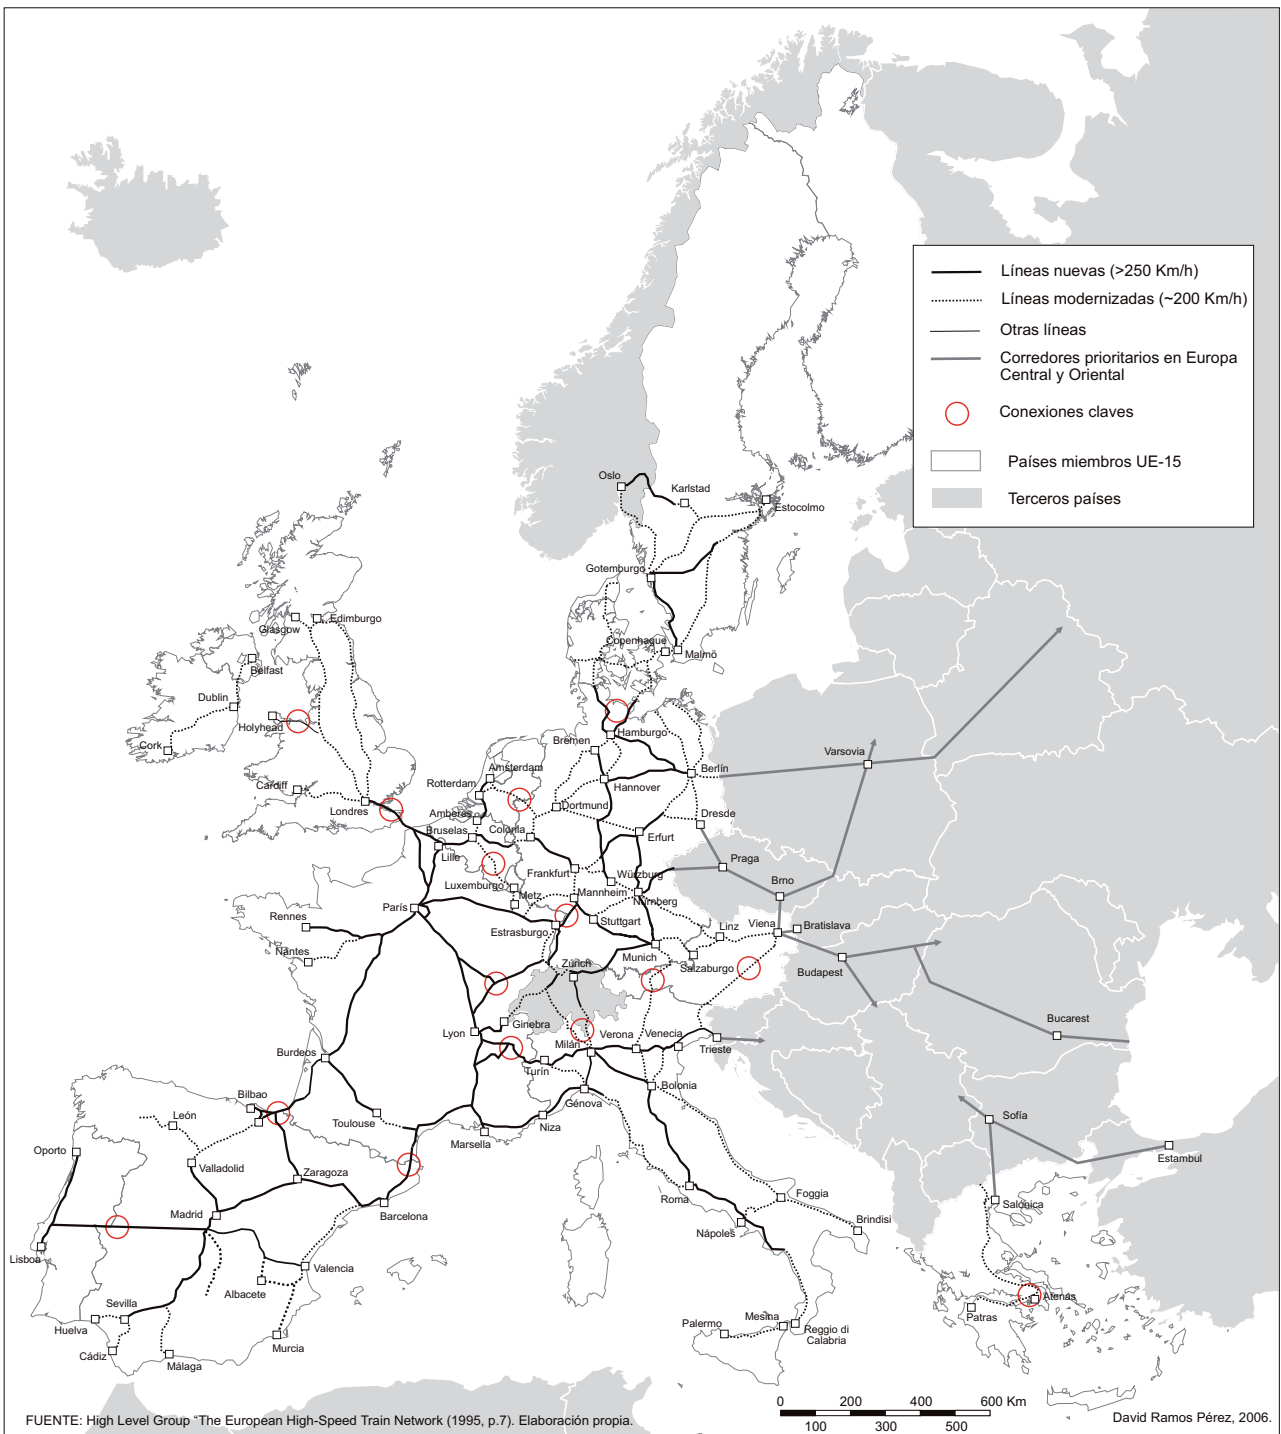 Líneas nuevas (>250 Km/h)
Líneas modernizadas (~200 Km/h)
Otras líneas
Corredores prioritarios en Europa
Central y Oriental
Conexiones claves
Países miembros UE-15
Terceros países
Oslo
Karlstad
Estocolmo
Gotemburgo
Copenhague
Malmö
Glasgow
Edimburgo
Belfast
Dublin
Holyhead
Cork
Cardiff
Londres
Hamburgo
Bremen
Amsterdam
Rotterdam
Hannover
Berlín
Varsovia
Amberes
Dortmund
Dresde
Bruselas
Colonia
Erfurt
Lille
Frankfurt
Würzburg
Praga
Luxemburgo
Metz
Mannheim
Nürnberg
Brno
París
Rennes
Estrasburgo
Stuttgart
Linz
Viena
Bratislava
Nantes
Munich
Zúrich
Salzaburgo
Budapest
Lyon
Ginebra
Milán
Verona
Venecia
Trieste
Bucarest
Burdeos
Turín
Bolonia
Génova
Bilbao
León
Toulouse
Marsella
Niza
Sofía
Estambul
Oporto
Valladolid
Zaragoza
Madrid
Barcelona
Roma
Foggia
Salónica
Nápoles
Brindisi
Lisboa
Valencia
Albacete
Sevilla
Huelva
Murcia
Cádiz
Málaga
Palermo
Mesina
Reggio di
Calabria
Patras
Atenas
0 200 400 600 Km
100 300 500
FUENTE: High Level Group “The European High-Speed Train Network (1995, p.7). Elaboración propia.
David Ramos Pérez, 2006.